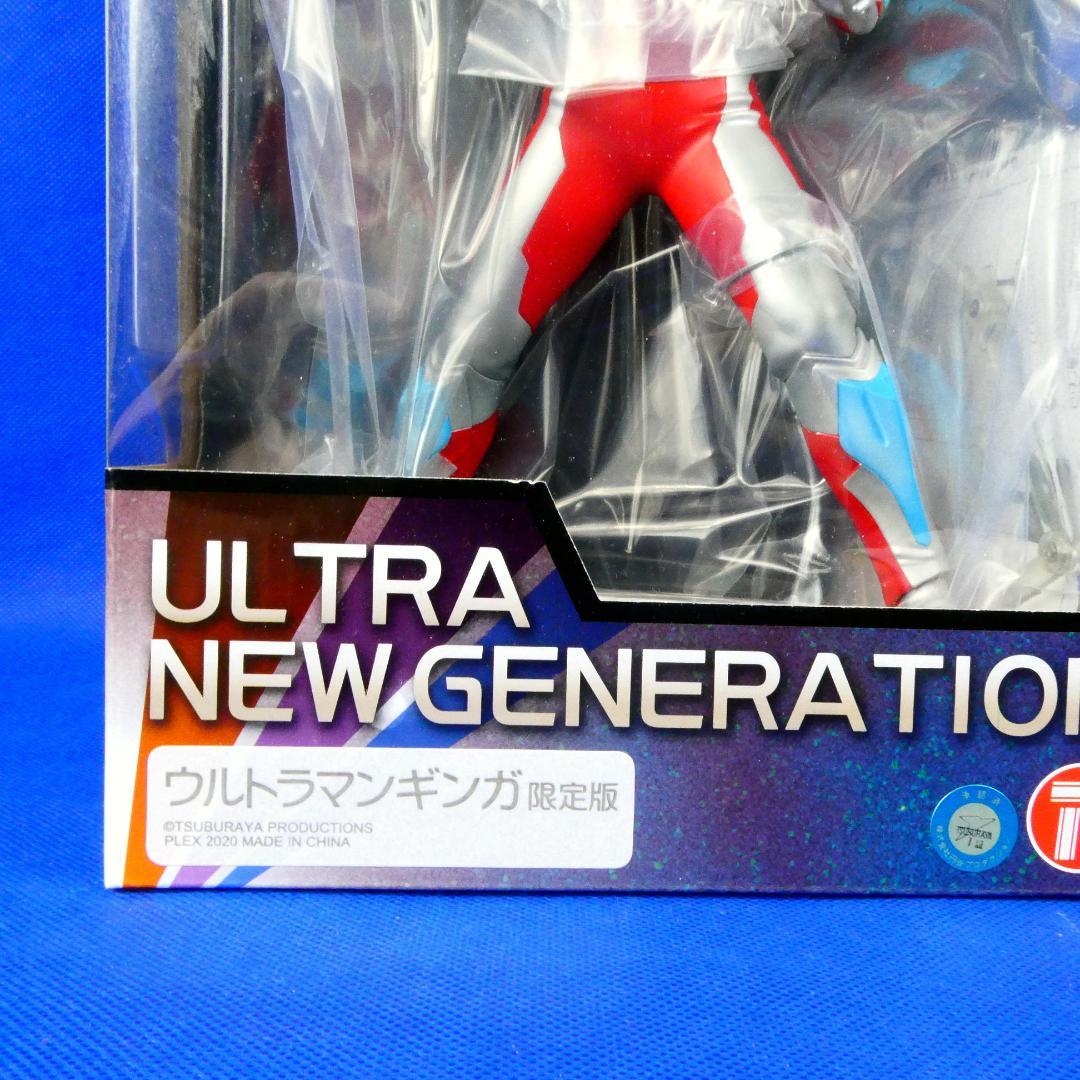 ULTRA
NEW GENERATION
ウルトラマンギンガ 限定版
©TSUBURAYA PRODUCTIONS
PLEX 2020 MADE IN CHINA